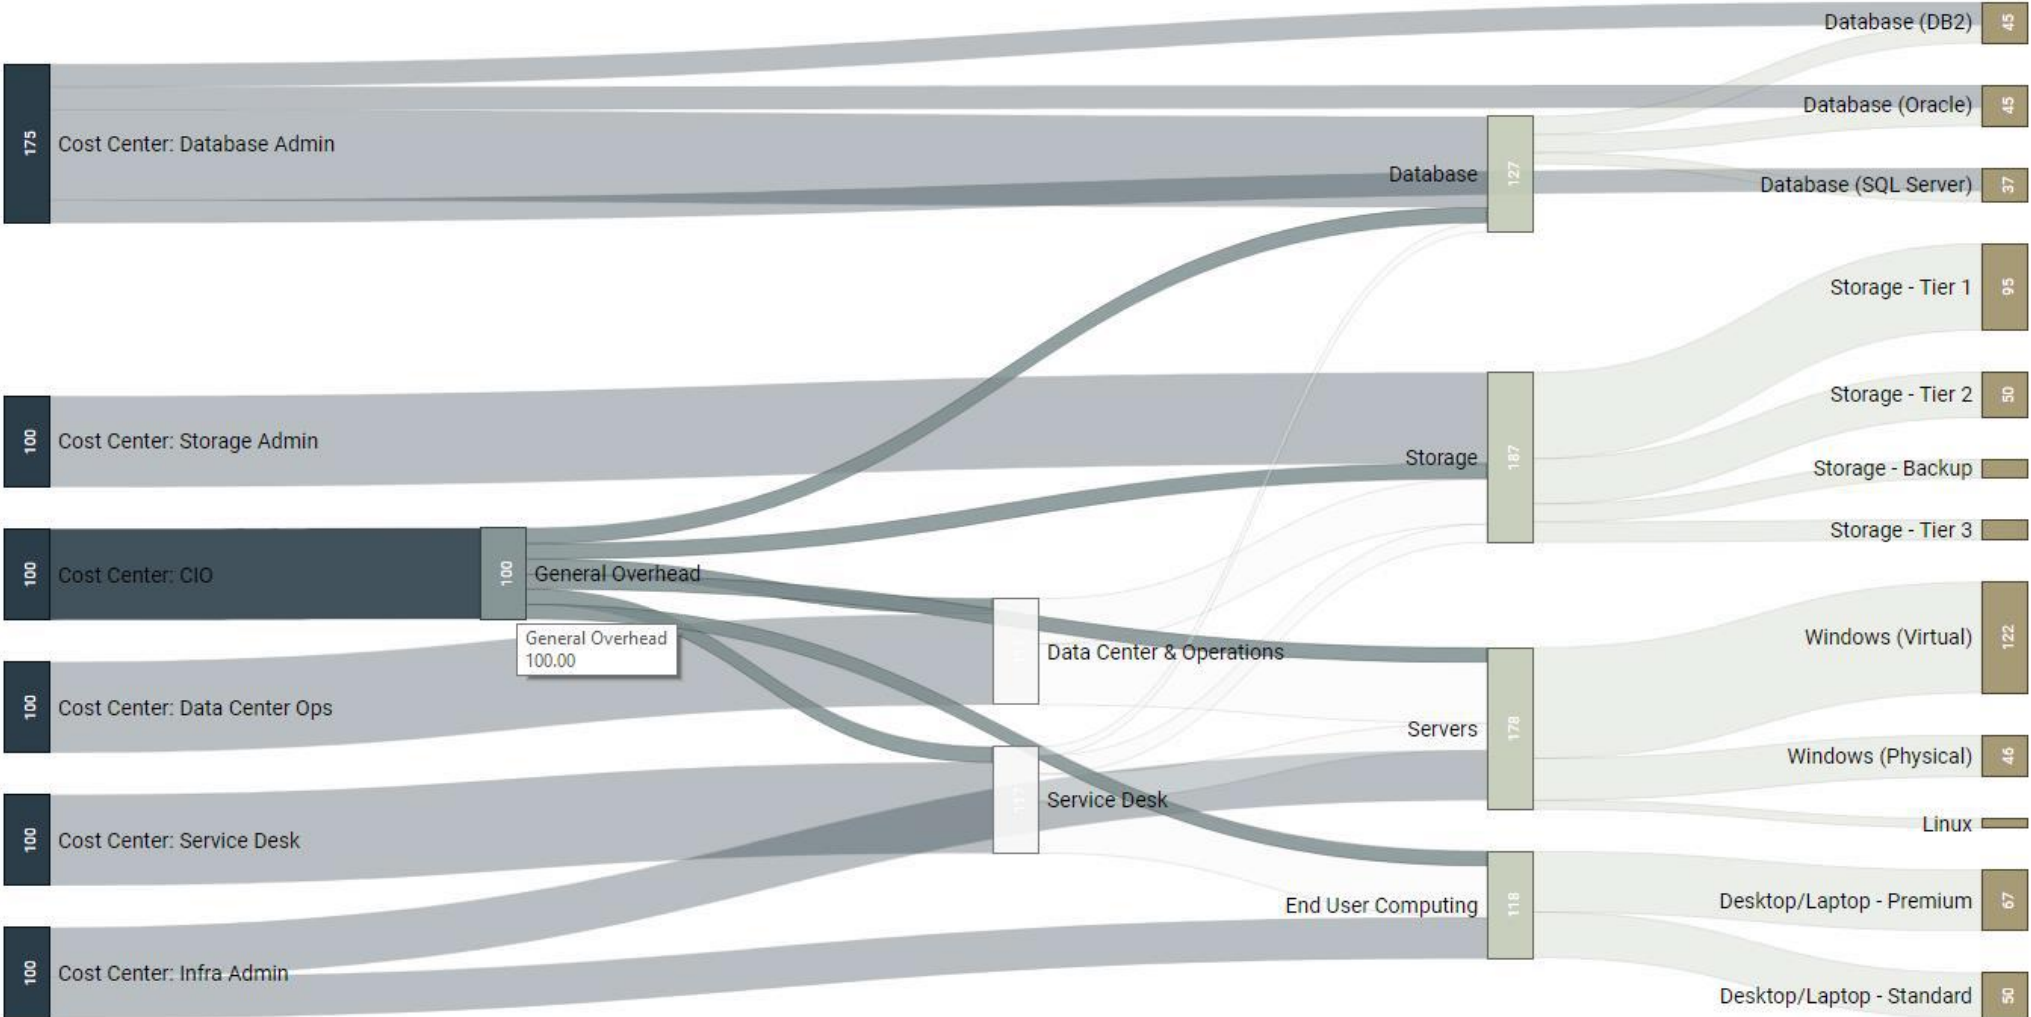 Database (DB2)
45
Database (Oracle)
45
175
Cost Center: Database Admin
Database
127
Database (SQL Server)
37
Storage - Tier 1
95
Storage - Tier 2
50
100
Cost Center: Storage Admin
Storage
187
Storage - Backup
Storage - Tier 3
100
Cost Center: CIO
100
General Overhead
General Overhead
100.00
Data Center & Operations
Windows (Virtual)
122
100
Cost Center: Data Center Ops
Servers
178
Windows (Physical)
46
Service Desk
117
Linux
100
Cost Center: Service Desk
End User Computing
118
Desktop/Laptop - Premium
67
100
Cost Center: Infra Admin
Desktop/Laptop - Standard
50